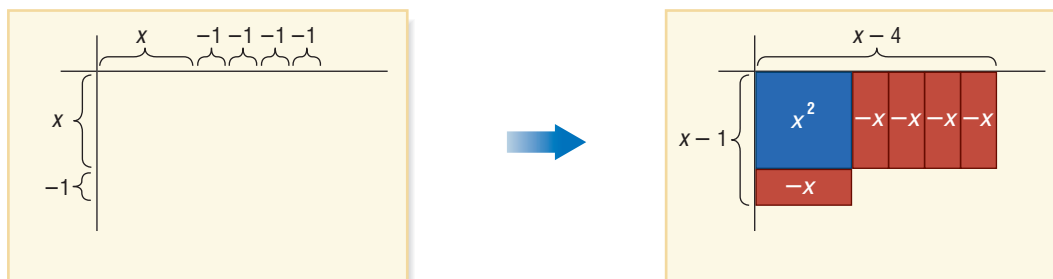 x –1 –1 –1 –1
x
–1
x – 4
x – 1
x² –x –x –x –x
–x